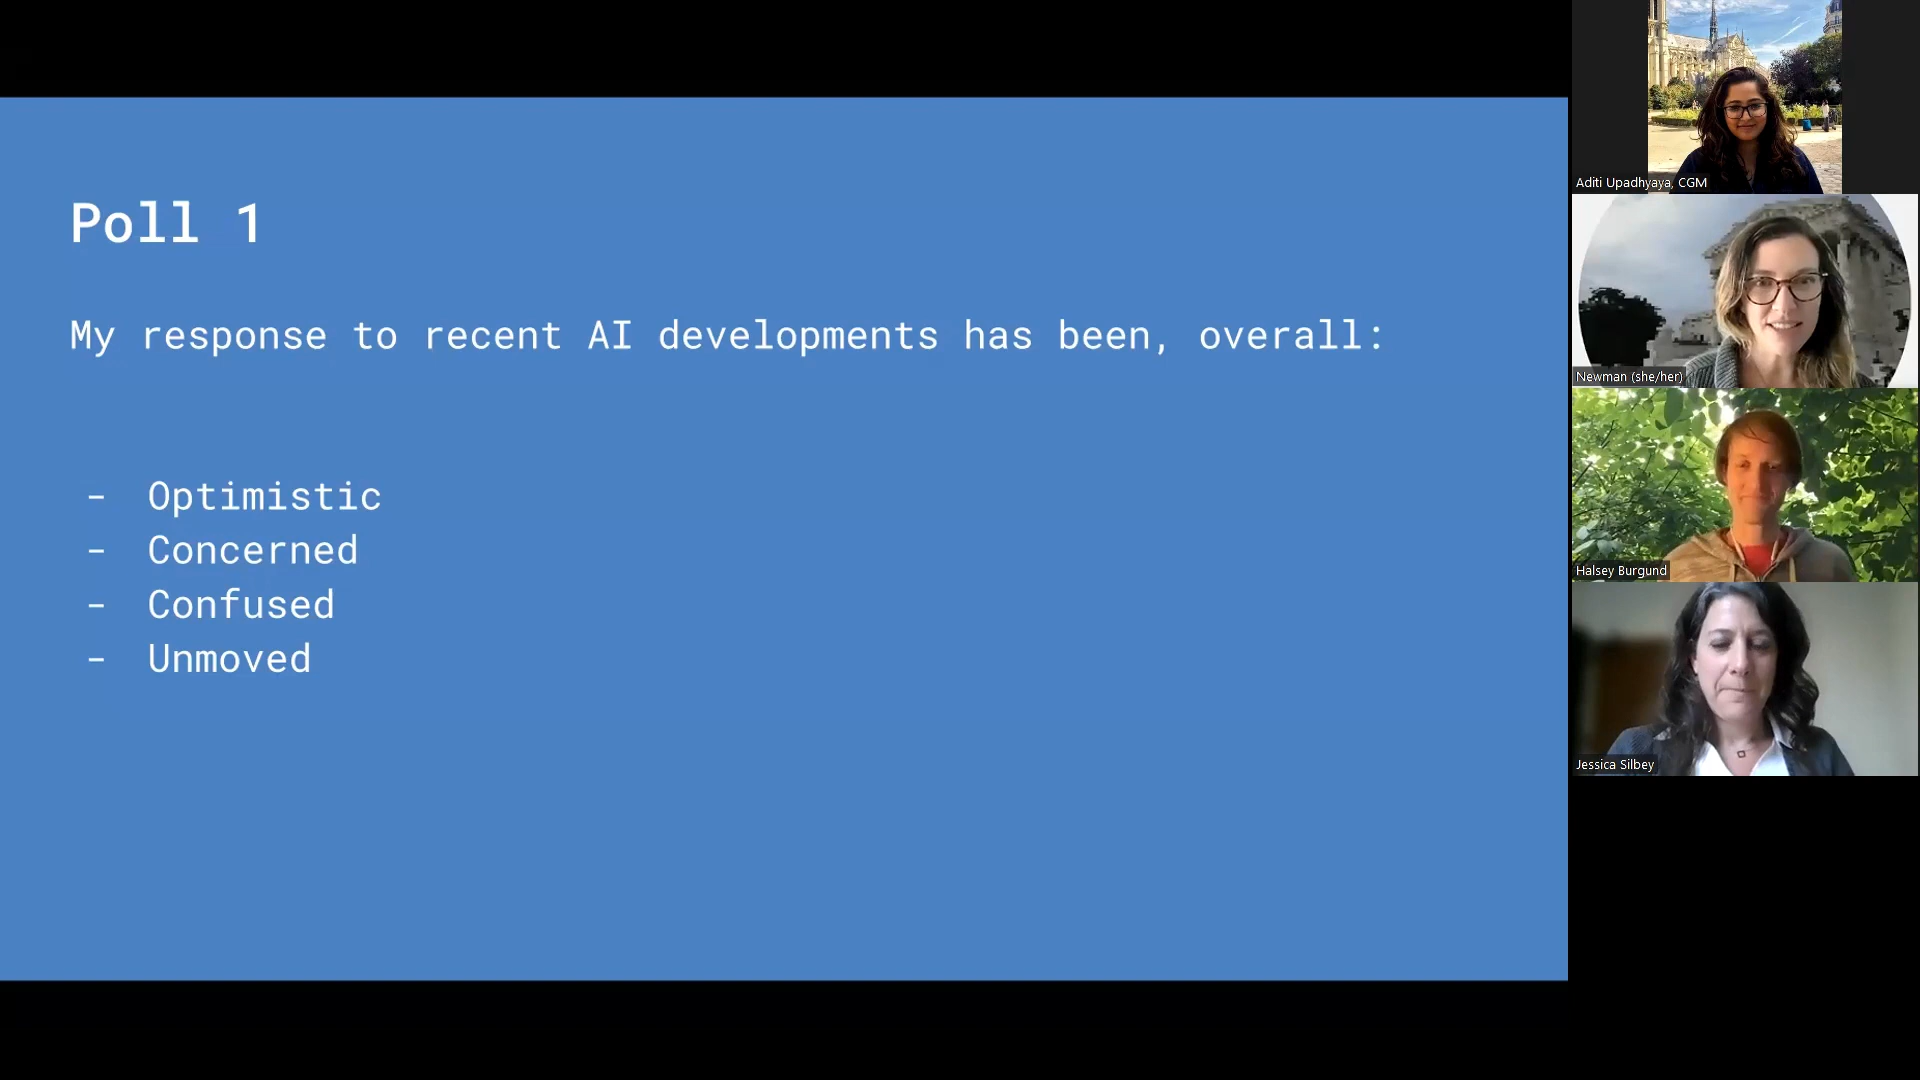 Poll 1
My response to recent AI developments has been, overall:
- Optimistic
- Concerned
- Confused
- Unmoved
Aditi Upadhyaya, CGM
Newman (she/her)
Halsey Burgund
Jessica Silbey